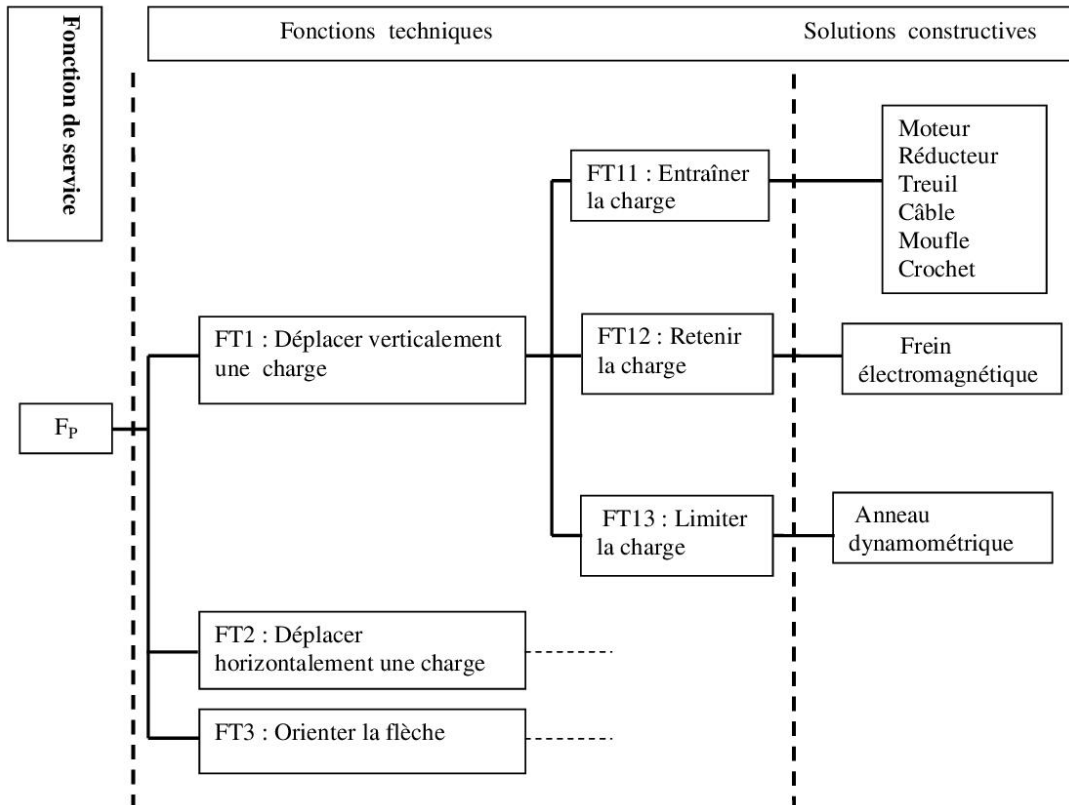 Fonction de service
Fonctions techniques
Solutions constructives
Moteur
Réducteur
Treuil
Câble
Moufle
Crochet
FT11 : Entraîner
la charge
FT1 : Déplacer verticalement
une charge
FT12 : Retenir
la charge
Frein
électromagnétique
FP
FT13 : Limiter
la charge
Anneau
dynamométrique
FT2 : Déplacer
horizontalement une charge
FT3 : Orienter la flèche